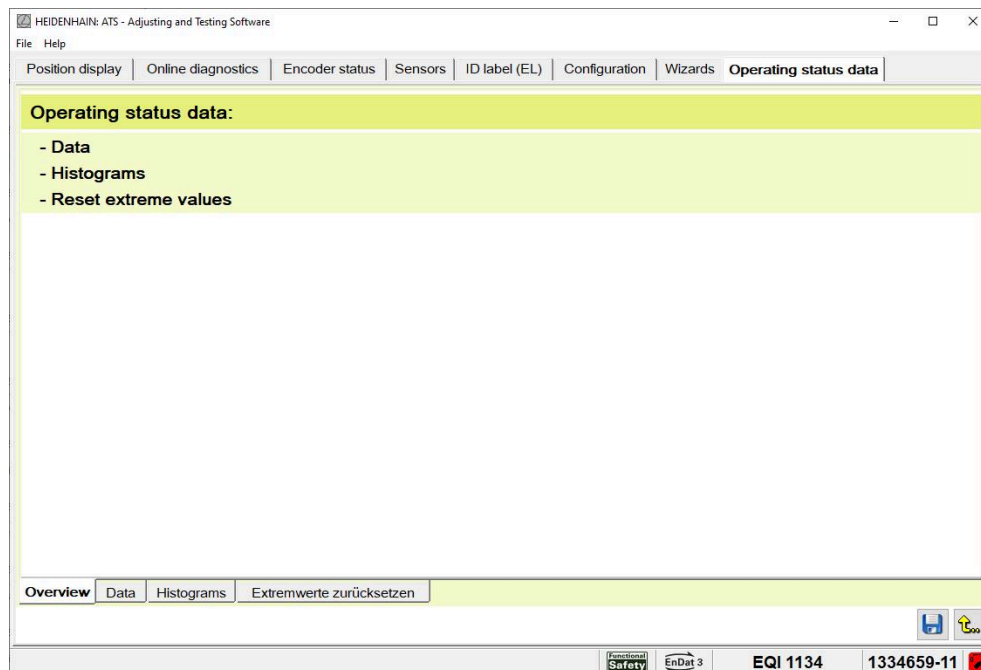 HEIDENHAIN: ATS - Adjusting and Testing Software
File Help
Position display Online diagnostics Encoder status Sensors ID label (EL) Configuration Wizards Operating status data
Operating status data:
- Data
- Histograms
- Reset extreme values
Overview Data Histograms Extremwerte zurücksetzen
Functional
Safety EnDat 3 EQI 1134 1334659-11